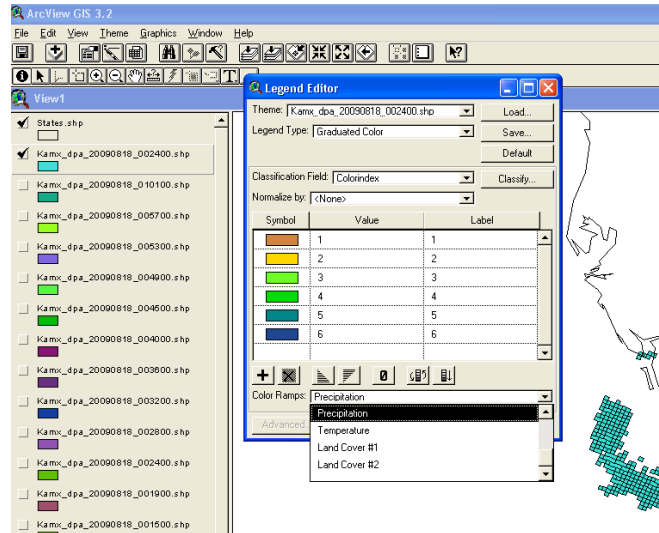 ArcView GIS 3.2
File Edit View Theme Graphics Window Help
View1
States.shp
Kamx_dpa_20090818_002400.shp
Kamx_dpa_20090818_010100.shp
Kamx_dpa_20090818_005700.shp
Kamx_dpa_20090818_005300.shp
Kamx_dpa_20090818_004900.shp
Kamx_dpa_20090818_004500.shp
Kamx_dpa_20090818_004000.shp
Kamx_dpa_20090818_003600.shp
Kamx_dpa_20090818_003200.shp
Kamx_dpa_20090818_002800.shp
Kamx_dpa_20090818_002400.shp
Kamx_dpa_20090818_001900.shp
Kamx_dpa_20090818_001500.shp
Legend Editor
Theme: Kamx_dpa_20090818_002400.shp Load...
Legend Type: Graduated Color Save...
Default
Classification Field: Colorindex Classify...
Normalize by: <None>
Symbol Value Label
1 1
2 2
3 3
4 4
5 5
6 6
Color Ramps: Precipitation
Advanced...
Precipitation
Temperature
Land Cover #1
Land Cover #2